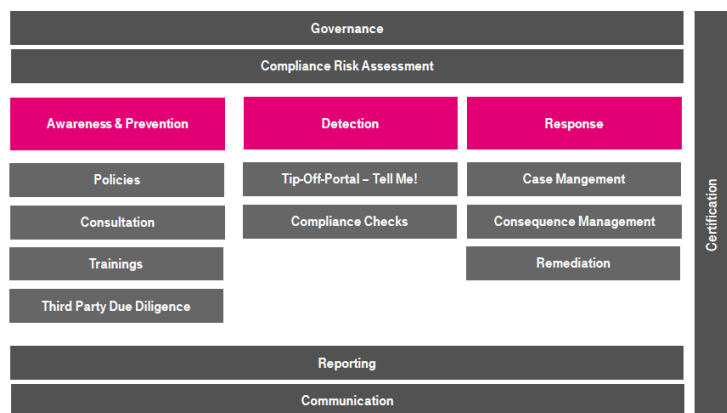 Governance
Compliance Risk Assessment
Awareness & Prevention
Detection
Response
Policies
Tip-Off-Portal – Tell Me!
Case Mangement
Consultation
Compliance Checks
Consequence Management
Trainings
Remediation
Third Party Due Diligence
Reporting
Communication
Certification